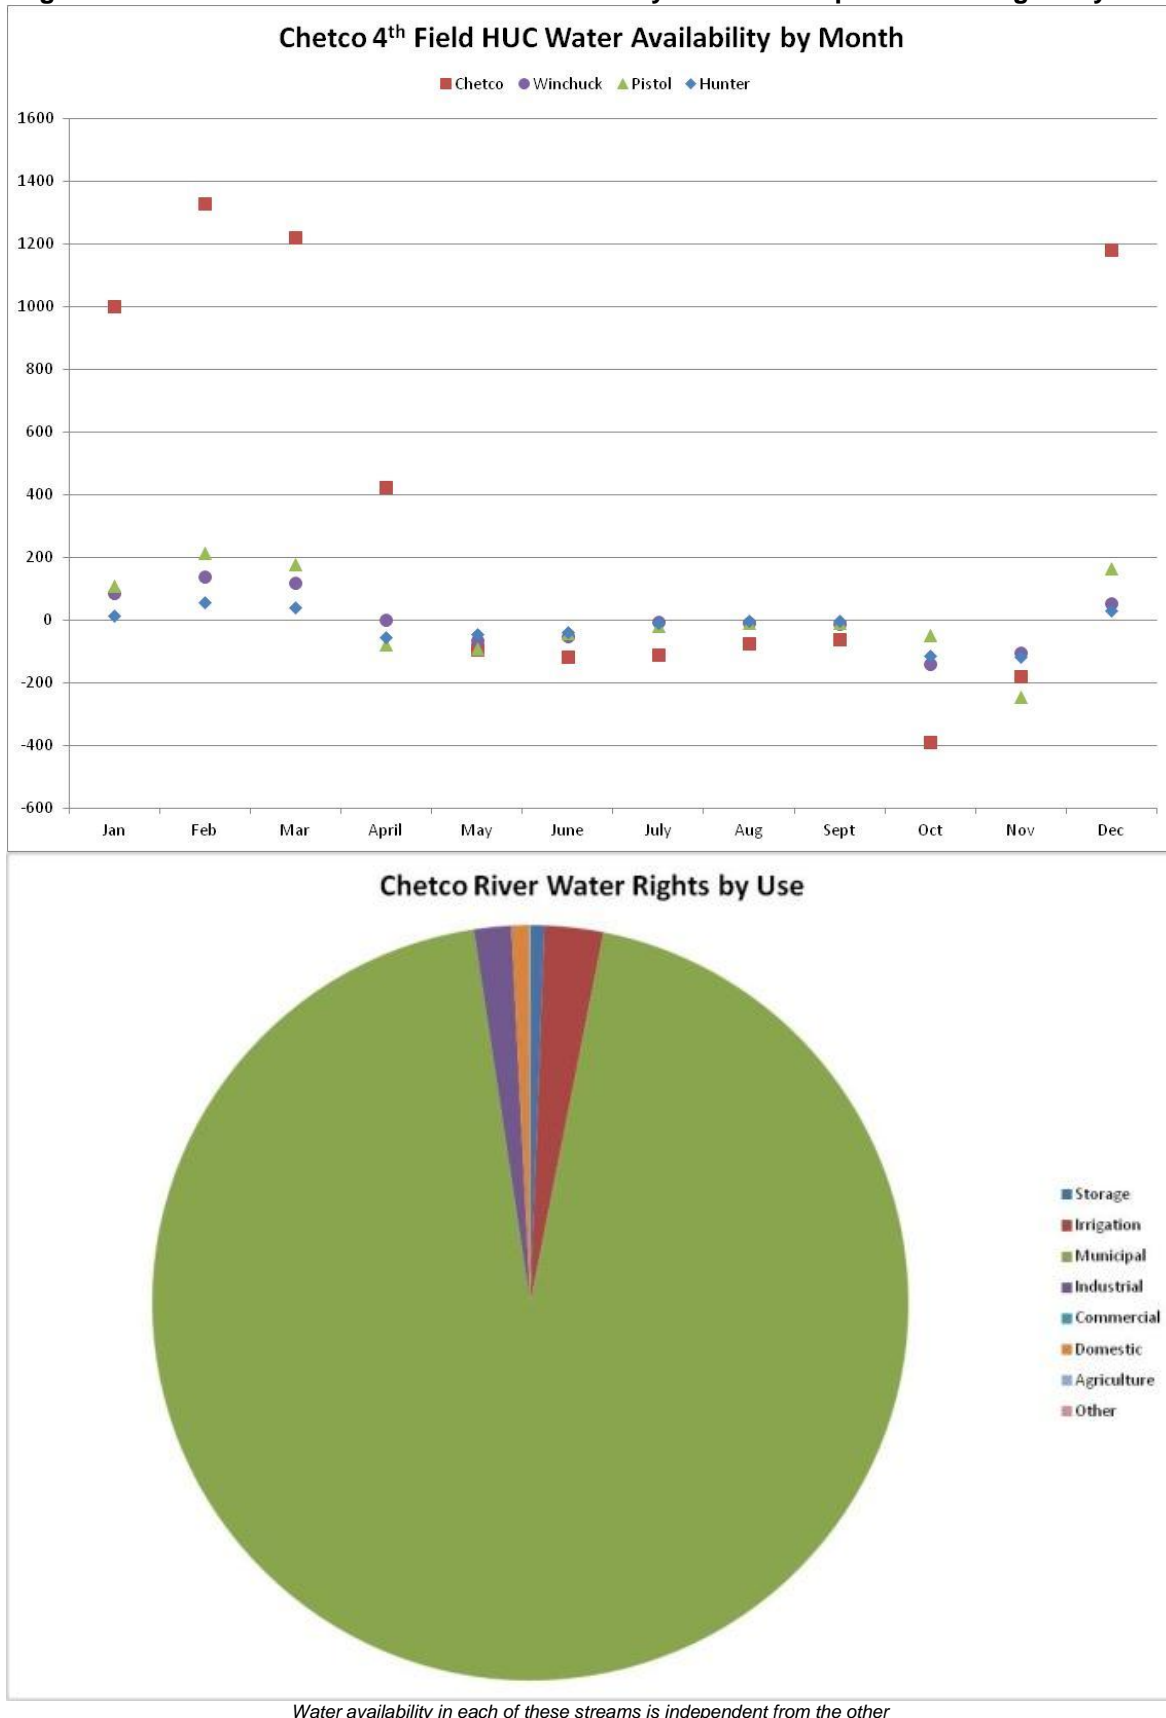 Chetco 4th Field HUC Water Availability by Month
Chetco Winchuck Pistol Hunter
1600
1400
1200
1000
800
600
400
200
0
-200
-400
-600
Jan Feb Mar April May June July Aug Sept Oct Nov Dec
Chetco River Water Rights by Use
Storage
Irrigation
Municipal
Industrial
Commercial
Domestic
Agriculture
Other
Water availability in each of these streams is independent from the other